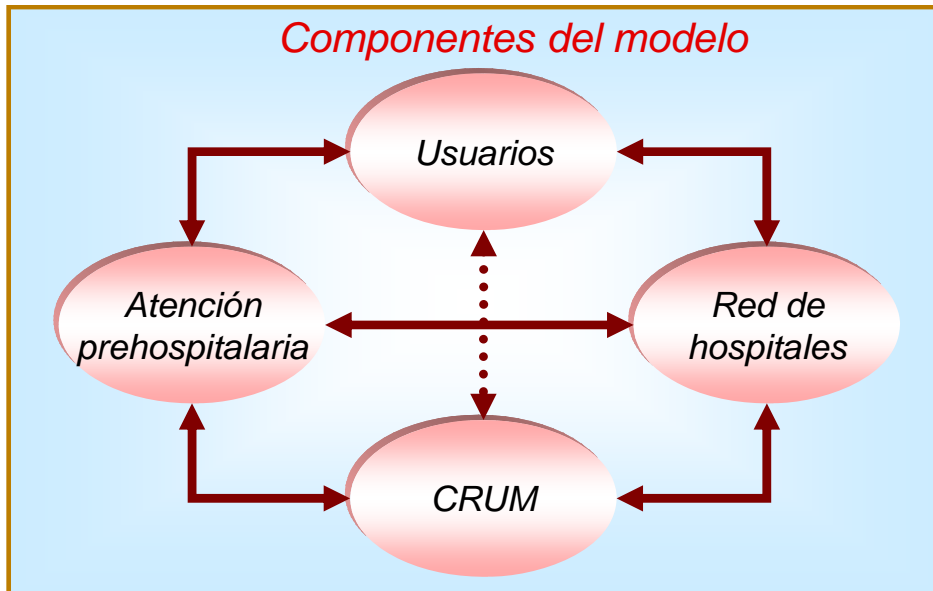 Componentes del modelo
Usuarios
Atención
prehospitalaria
Red de
hospitales
CRUM